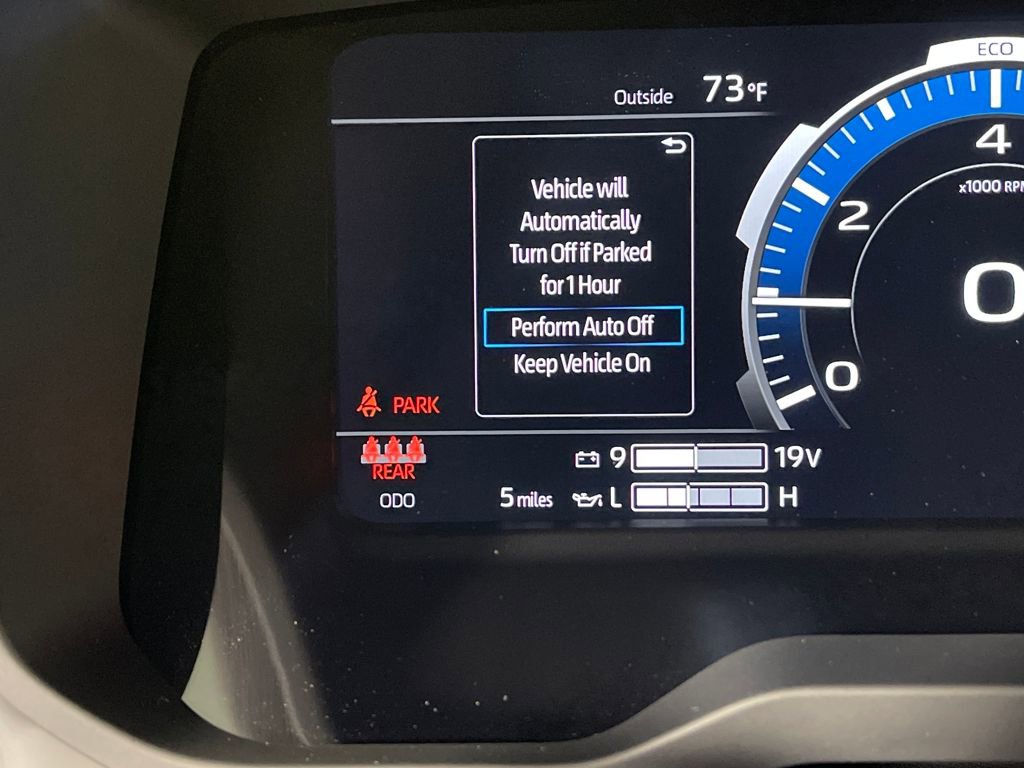 ECO
Outside 73°F
4
x1000 RPM
Vehicle will
Automatically
Turn Off if Parked
for 1 Hour
Perform Auto Off
Keep Vehicle On
2
0
0
PARK
REAR
9 19V
ODO 5 miles L H